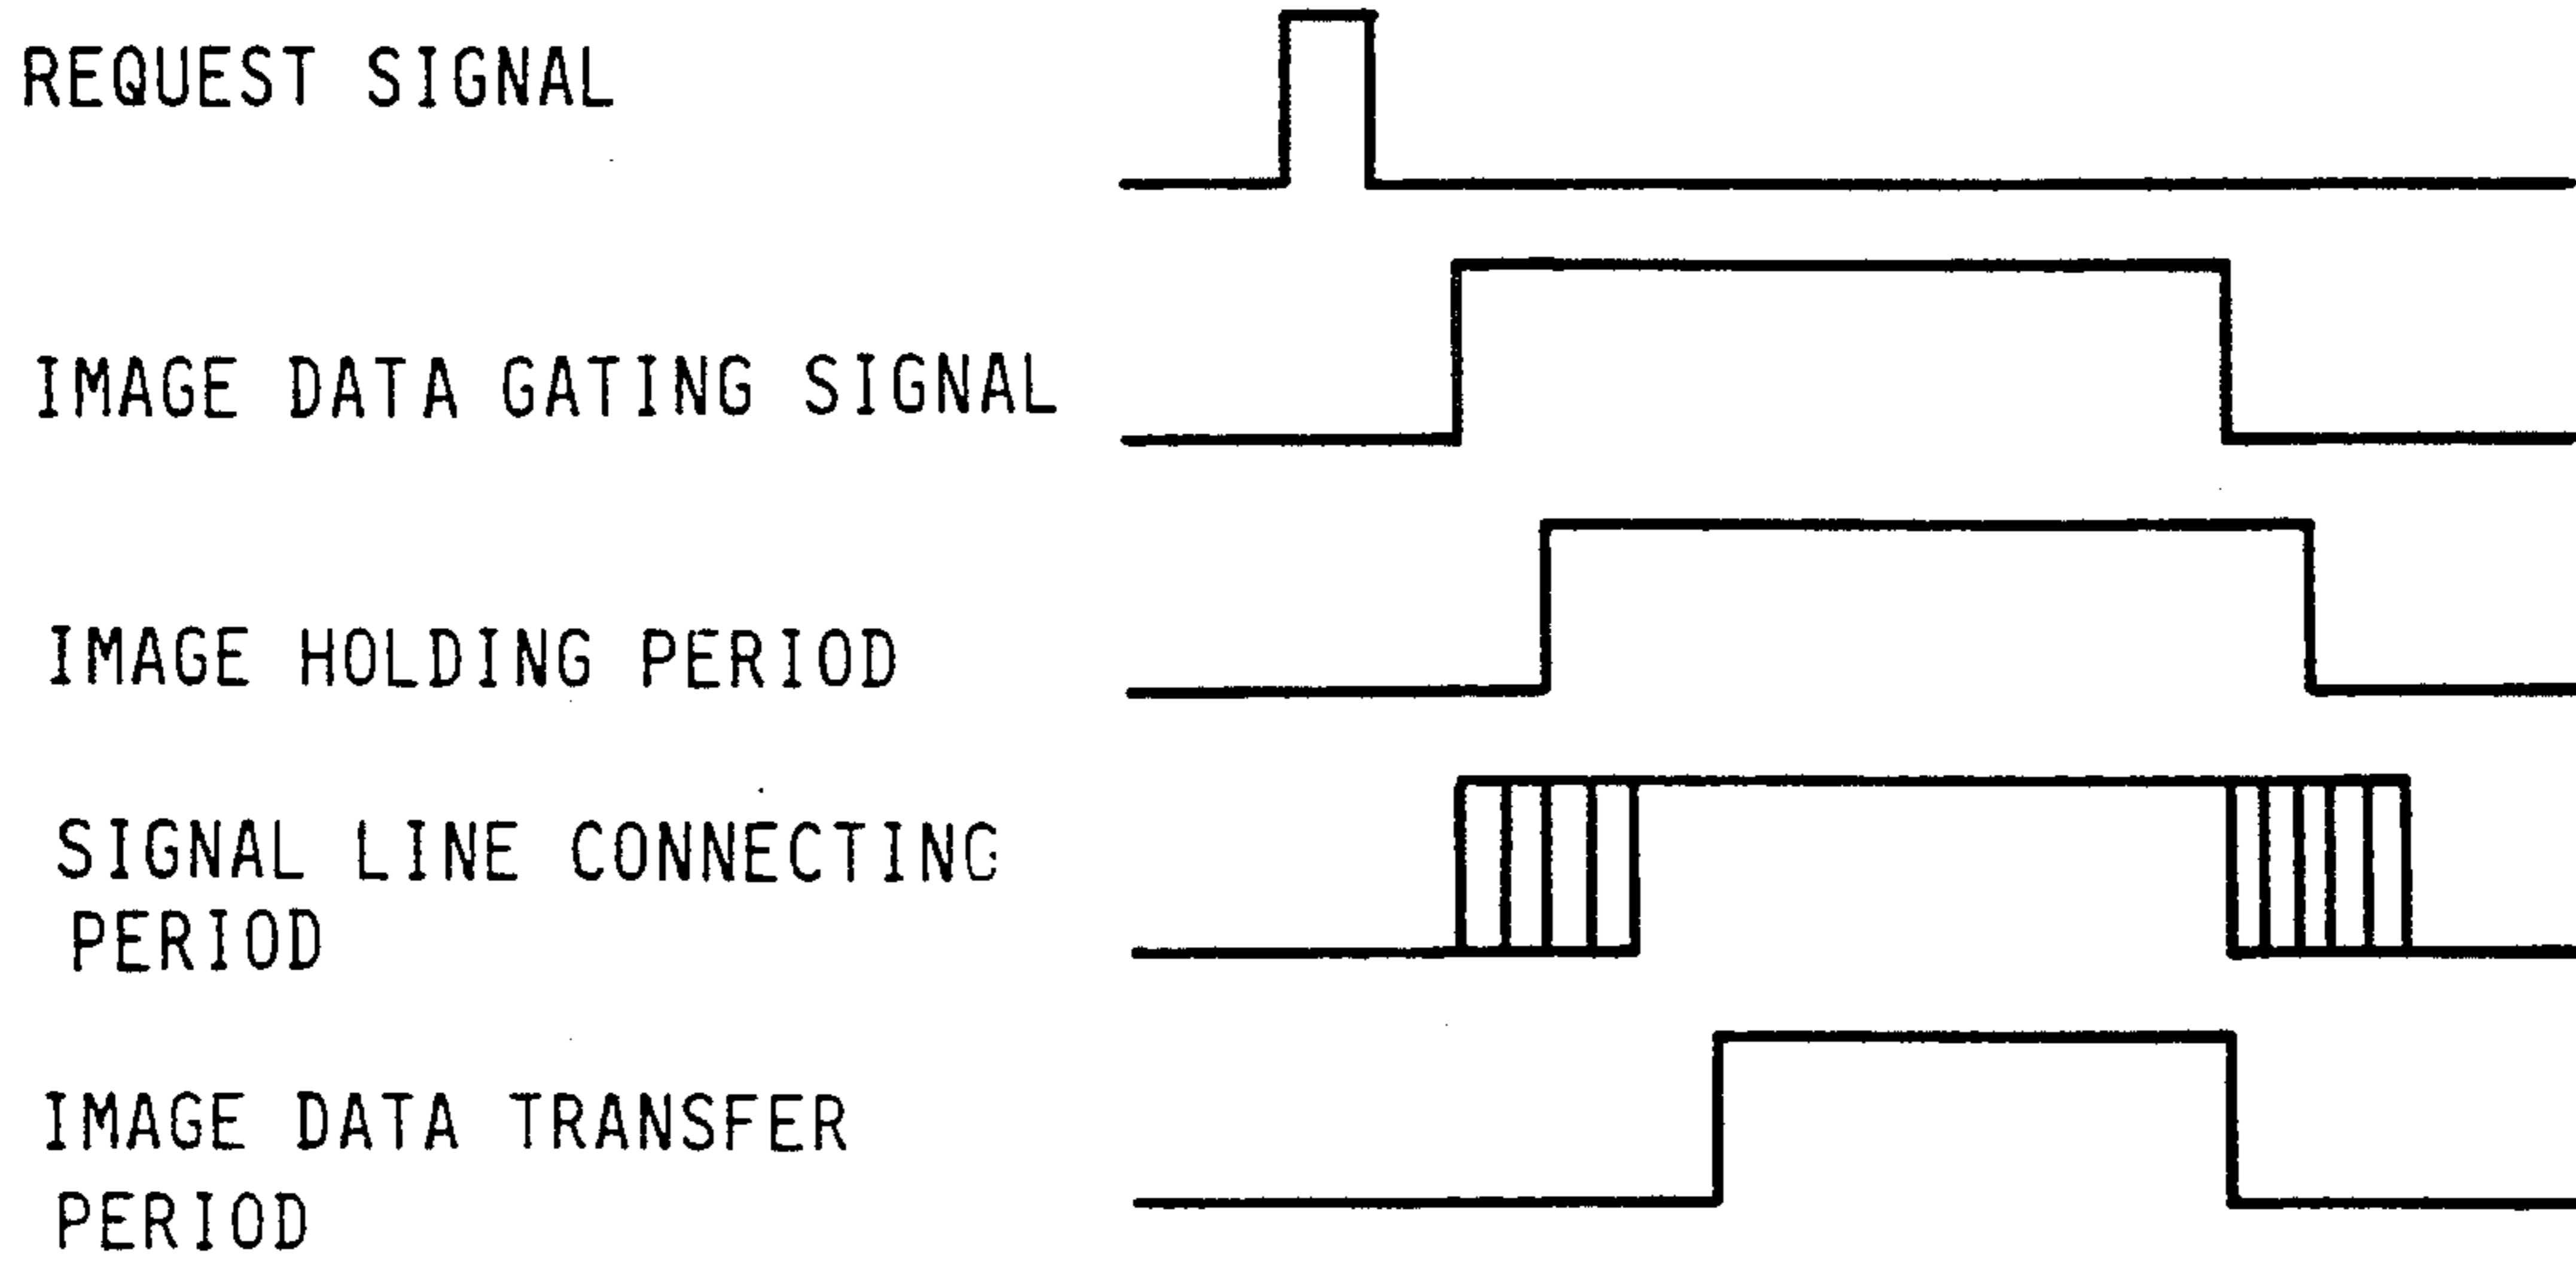 REQUEST SIGNAL
IMAGE DATA GATING SIGNAL
IMAGE HOLDING PERIOD
SIGNAL LINE CONNECTING
PERIOD
IMAGE DATA TRANSFER
PERIOD